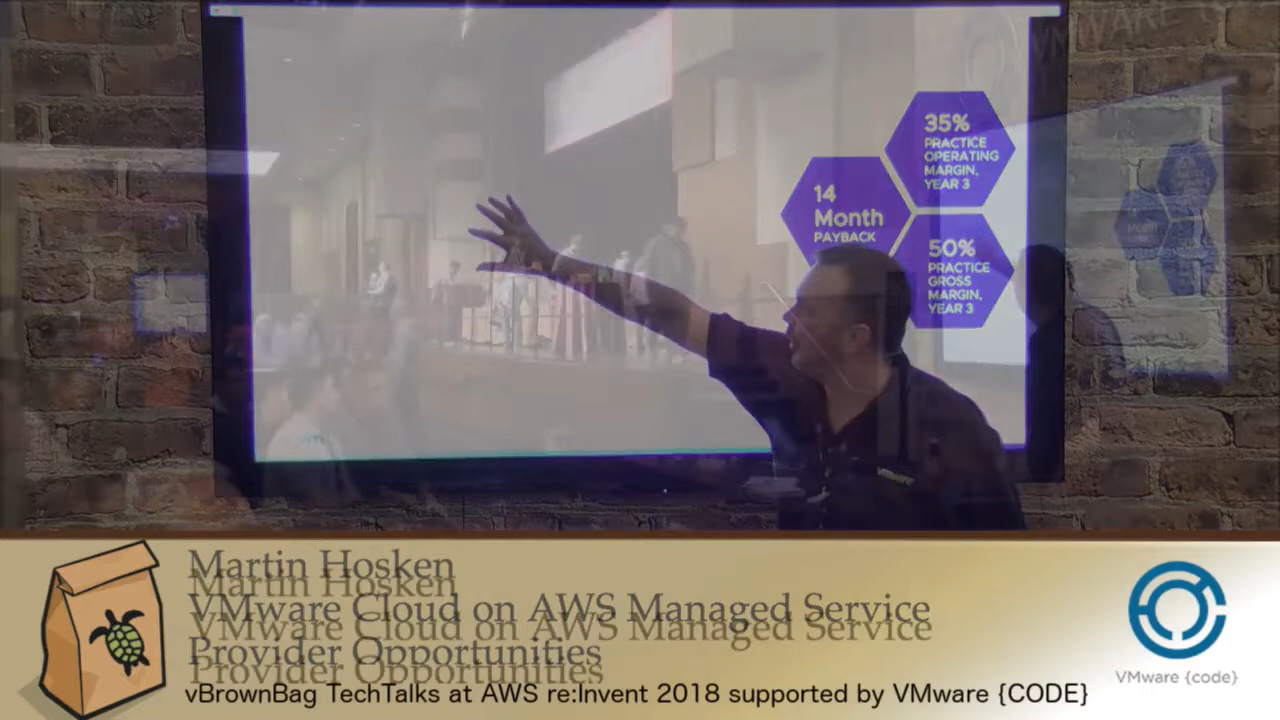 VMWARE
35%
PRACTICE
OPERATING
MARGIN,
YEAR 3
14
Month
PAYBACK
50%
PRACTICE
GROSS
MARGIN,
YEAR 3
vmware
Martin Hosken
VMware Cloud on AWS Managed Service
Provider Opportunities
vBrownBag TechTalks at AWS re:Invent 2018 supported by VMware {CODE}
VMware {code}